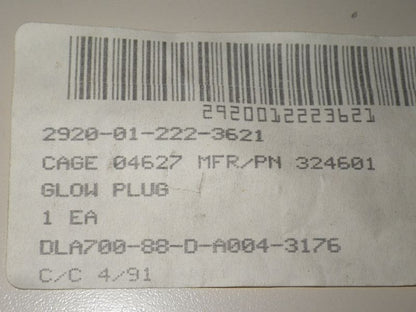 2920012223621
2920-01-222-3621
CAGE 04627 MFR/PN 324601
GLOW PLUG
1 EA
DLA700-88-D-A004-3176
C/C 4/91